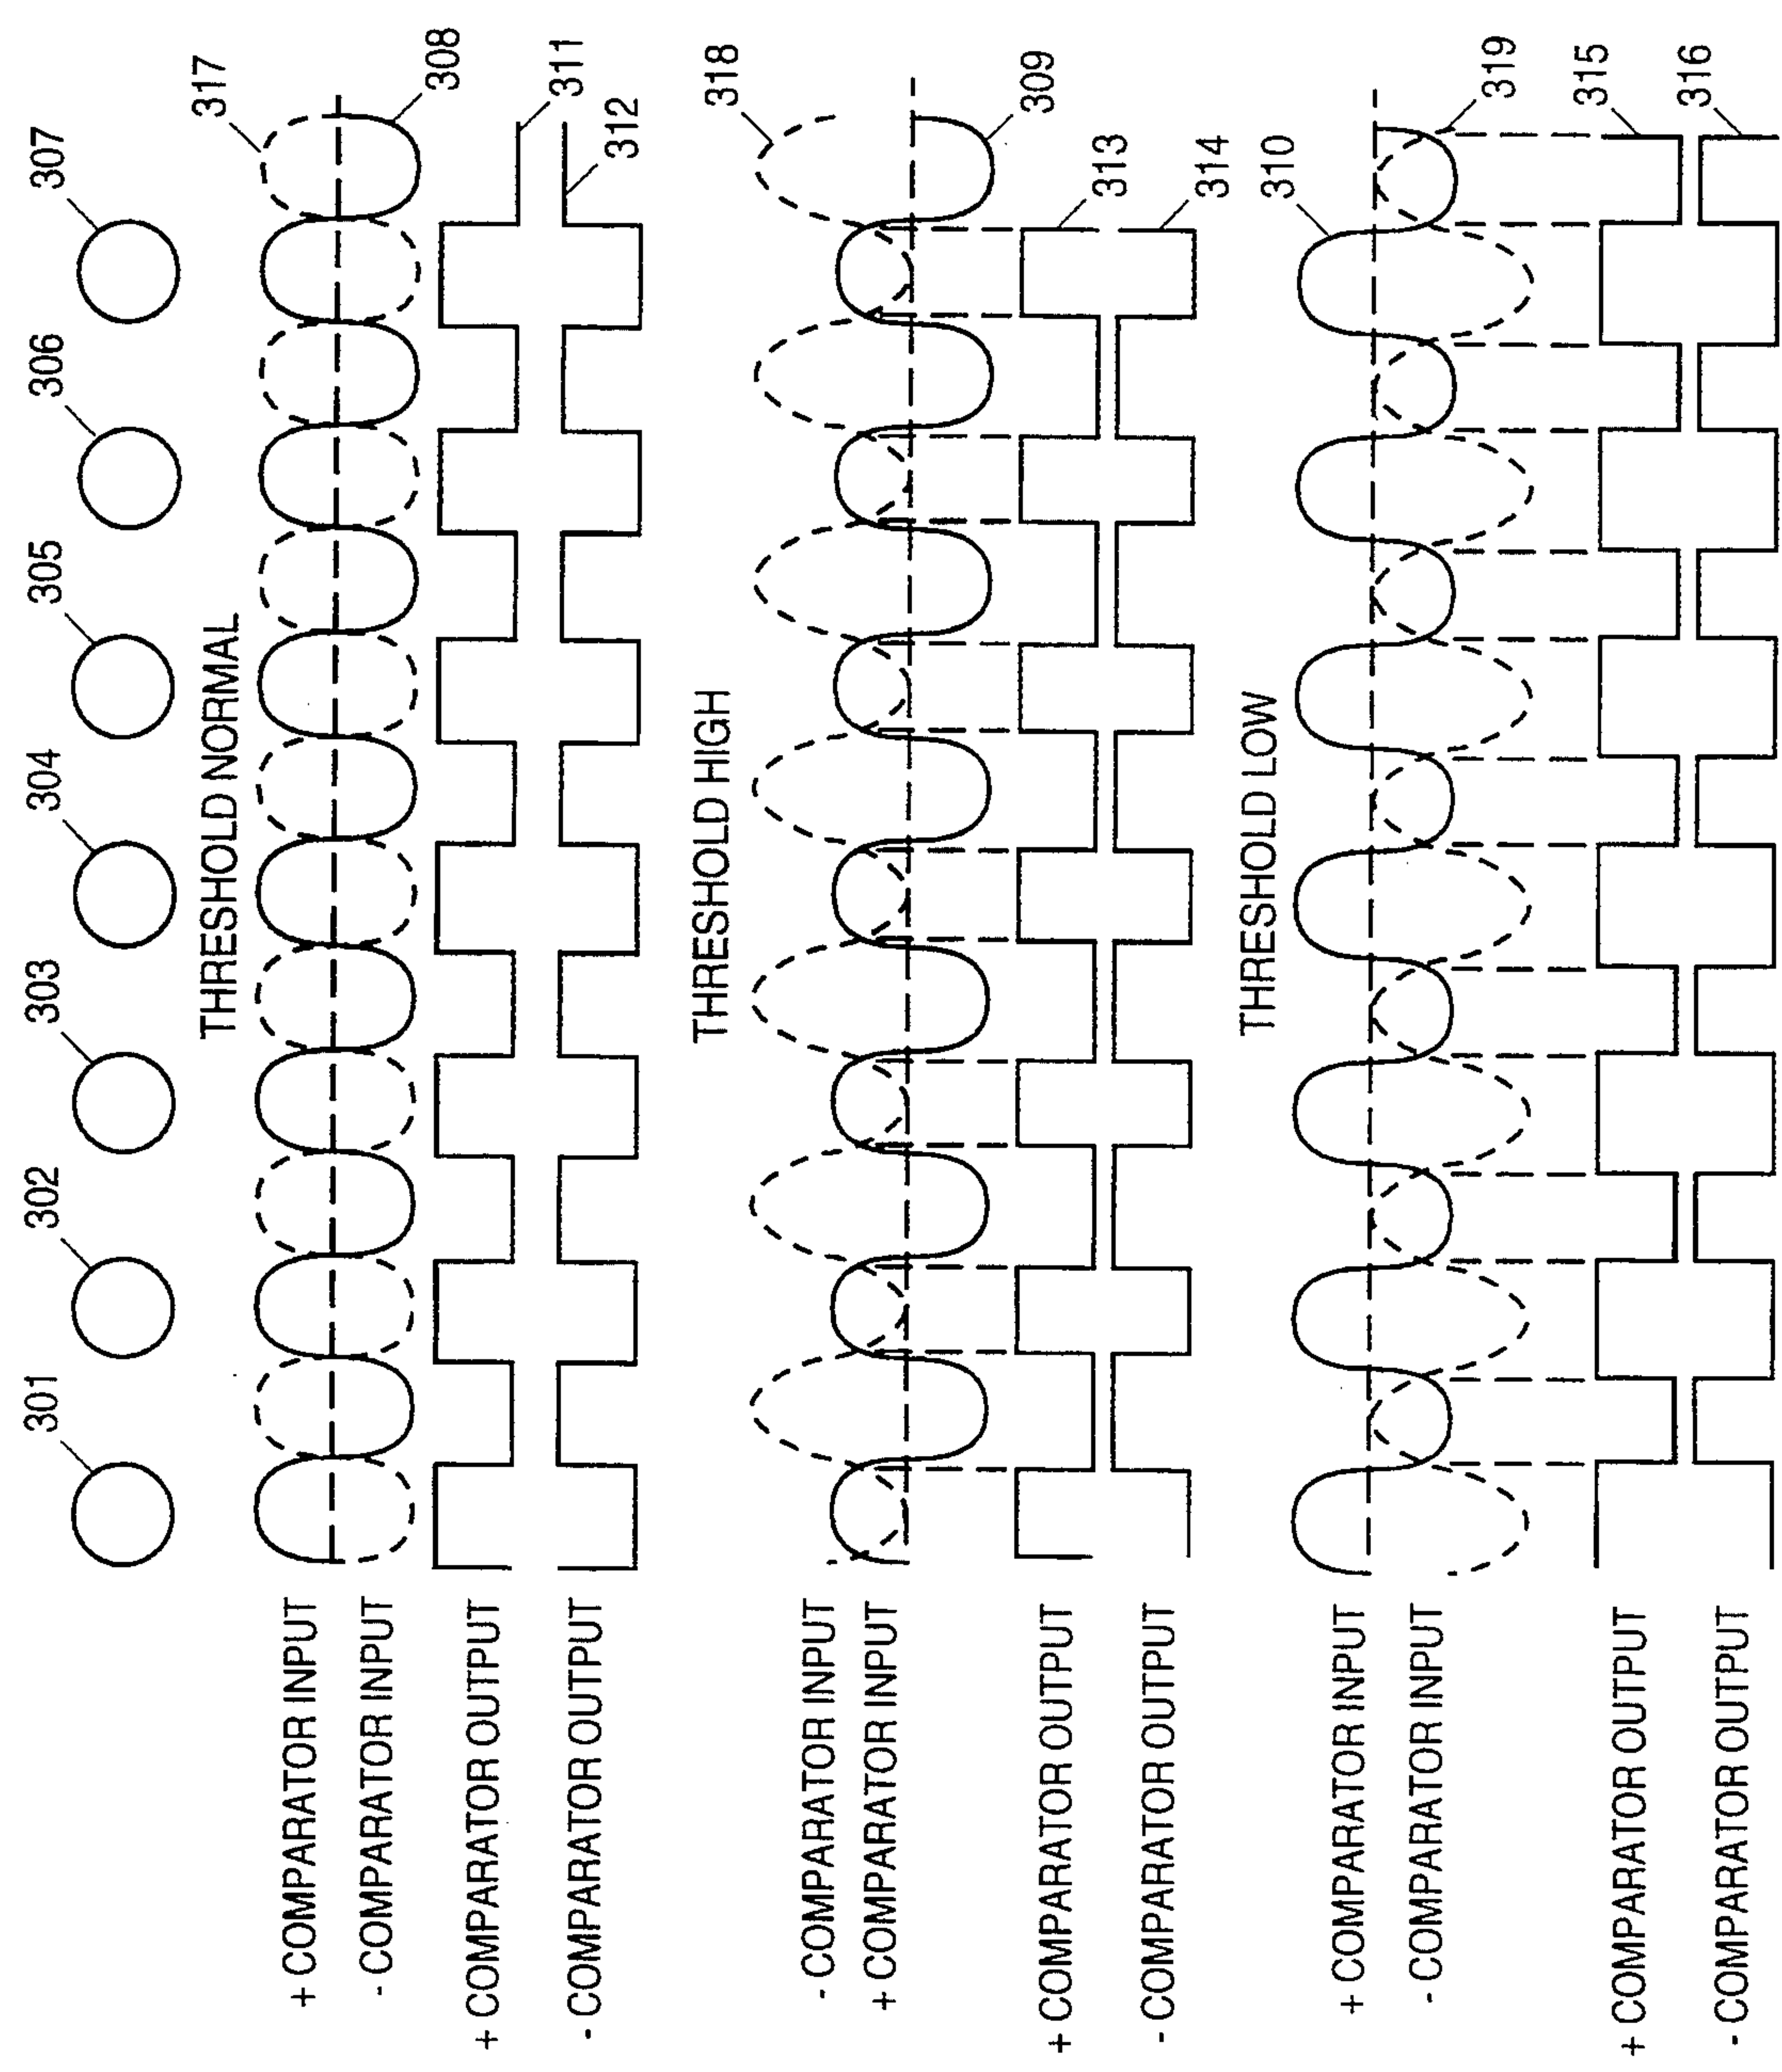 301 302 303 304 305 306 307
THRESHOLD NORMAL
317
308
+ COMPARATOR INPUT
- COMPARATOR INPUT
311
+ COMPARATOR OUTPUT
312
- COMPARATOR OUTPUT
THRESHOLD HIGH
318
- COMPARATOR INPUT
+ COMPARATOR INPUT
309
+ COMPARATOR OUTPUT
313
- COMPARATOR OUTPUT
314
THRESHOLD LOW
310
+ COMPARATOR INPUT
- COMPARATOR INPUT
319
+ COMPARATOR OUTPUT
315
- COMPARATOR OUTPUT
316